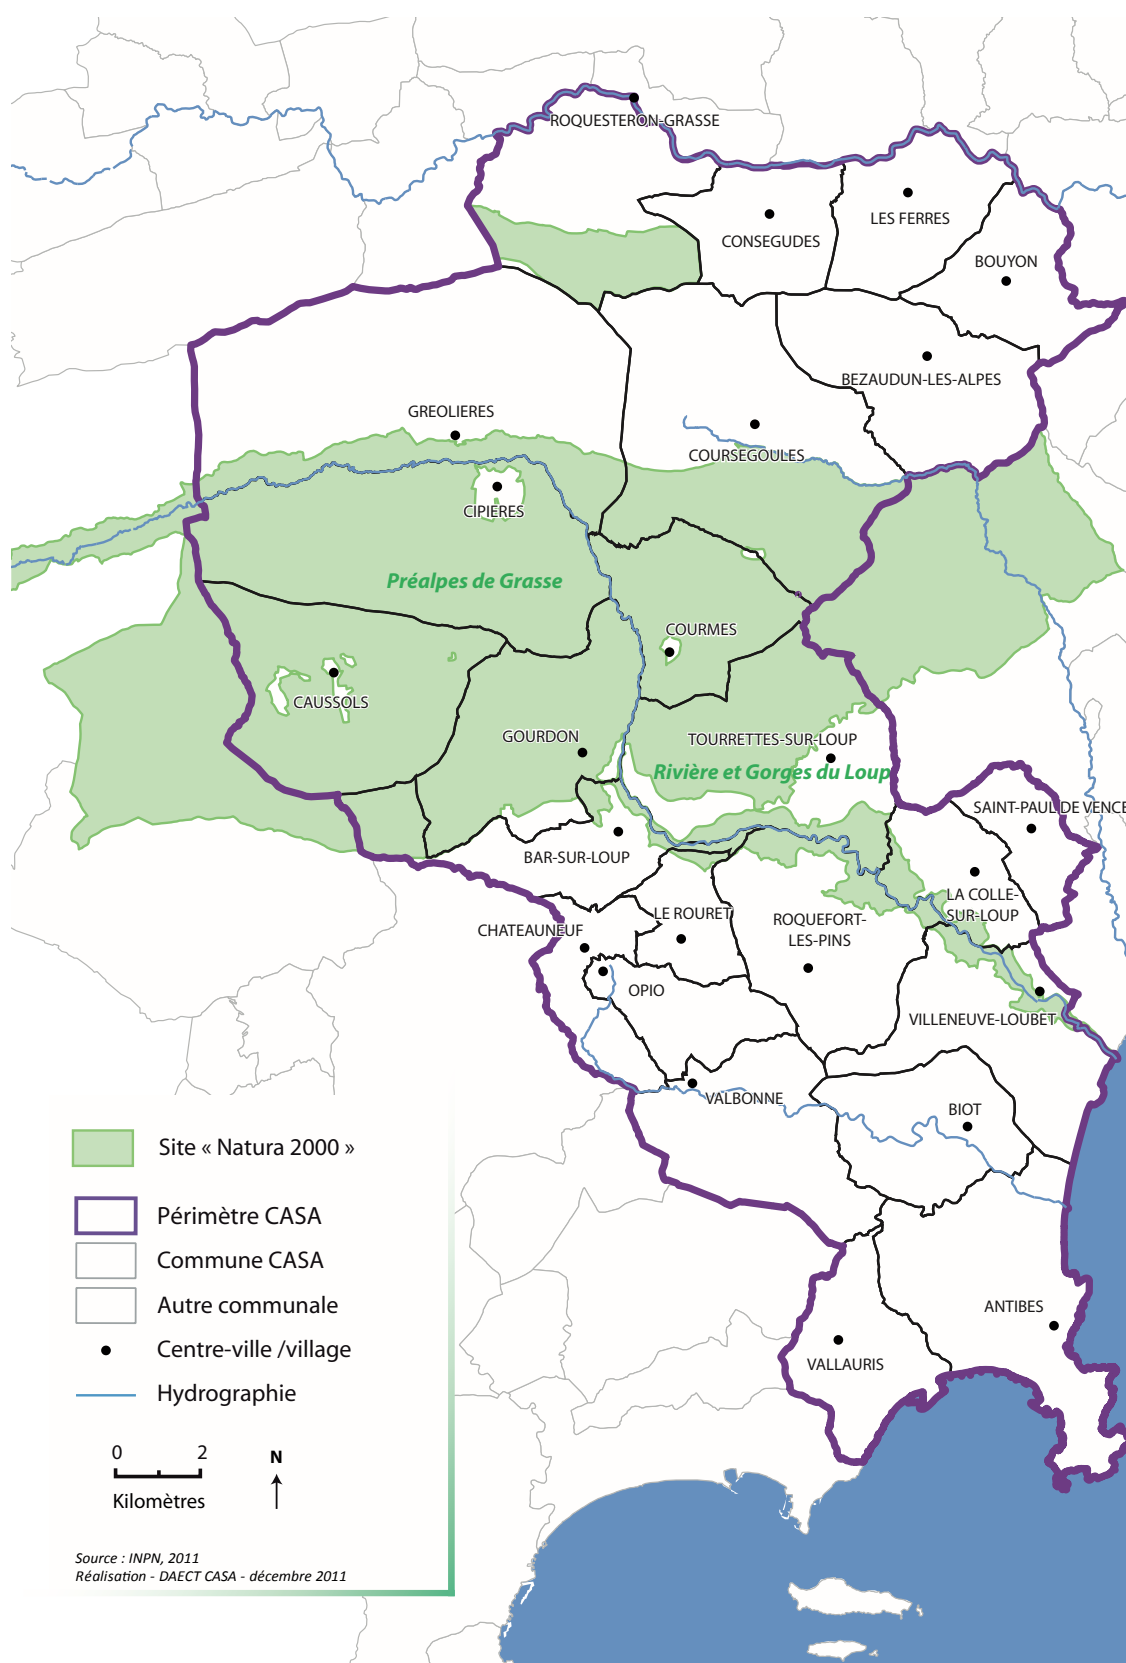 ROQUESTERON-GRASSE
LES FERRES
CONSEGUDES
BOUYON
BEZAUDUN-LES-ALPES
GREOLIERES
COURSEGOULES
CIPIERES
Préalpes de Grasse
COURMES
CAUSSOLS
GOURDON
TOURRETTES-SUR-LOUP
Rivière et Gorges du Loup
SAINT-PAUL DE VENCE
BAR-SUR-LOUP
LA COLLE-
SUR-LOUP
LE ROURET
ROQUEFORT-
LES-PINS
CHATEAUNEUF
OPIO
VILLENEUVE-LOUBET
VALBONNE
BIOT
ANTIBES
VALLAURIS
Site « Natura 2000 »
Périmètre CASA
Commune CASA
Autre communale
Centre-ville /village
Hydrographie
0 2
Kilomètres
N
Source : INPN, 2011
Réalisation - DAECT CASA - décembre 2011